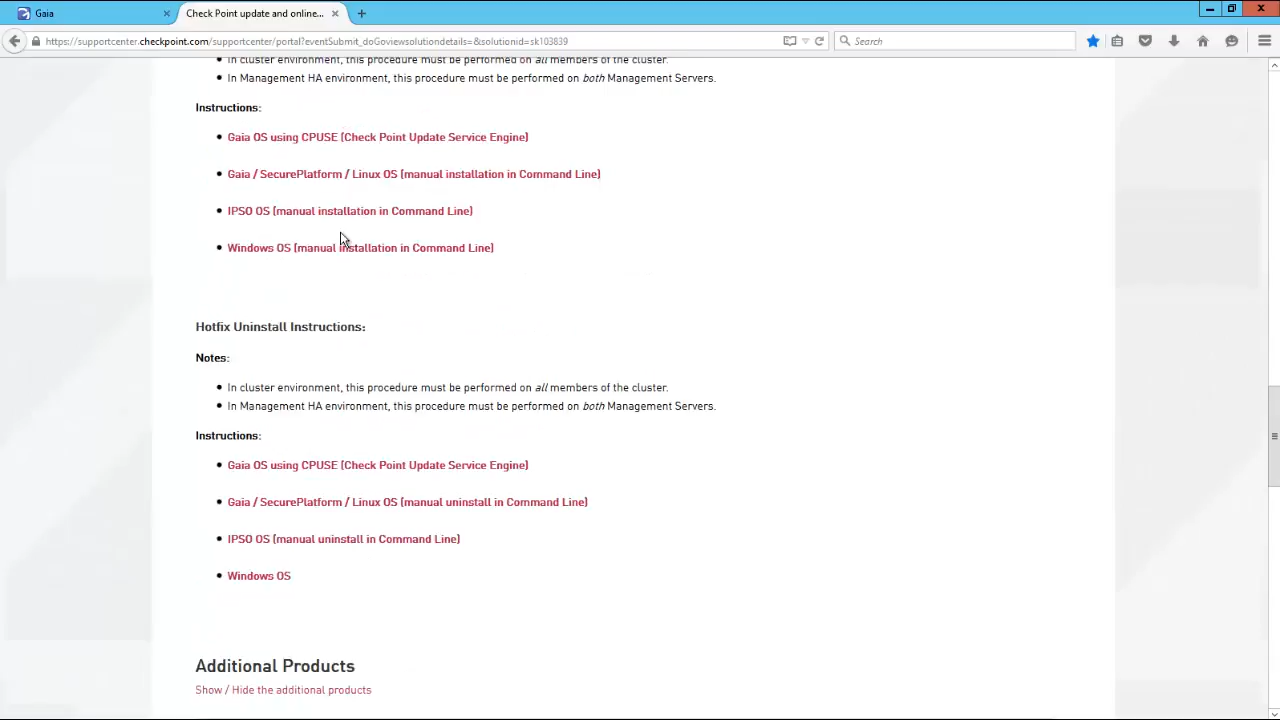 Gaia
Check Point update and online...
https://supportcenter.checkpoint.com/supportcenter/portal?eventSubmit_doGoviewsolutiondetails=&solutionid=sk103839
Search
In cluster environment, this procedure must be performed on all members of the cluster.
In Management HA environment, this procedure must be performed on both Management Servers.
Instructions:
Gaia OS using CPUSE (Check Point Update Service Engine)
Gaia / SecurePlatform / Linux OS (manual installation in Command Line)
IPSO OS (manual installation in Command Line)
Windows OS (manual installation in Command Line)
Hotfix Uninstall Instructions:
Notes:
In cluster environment, this procedure must be performed on all members of the cluster.
In Management HA environment, this procedure must be performed on both Management Servers.
Instructions:
Gaia OS using CPUSE (Check Point Update Service Engine)
Gaia / SecurePlatform / Linux OS (manual uninstall in Command Line)
IPSO OS (manual uninstall in Command Line)
Windows OS
Additional Products
Show / Hide the additional products